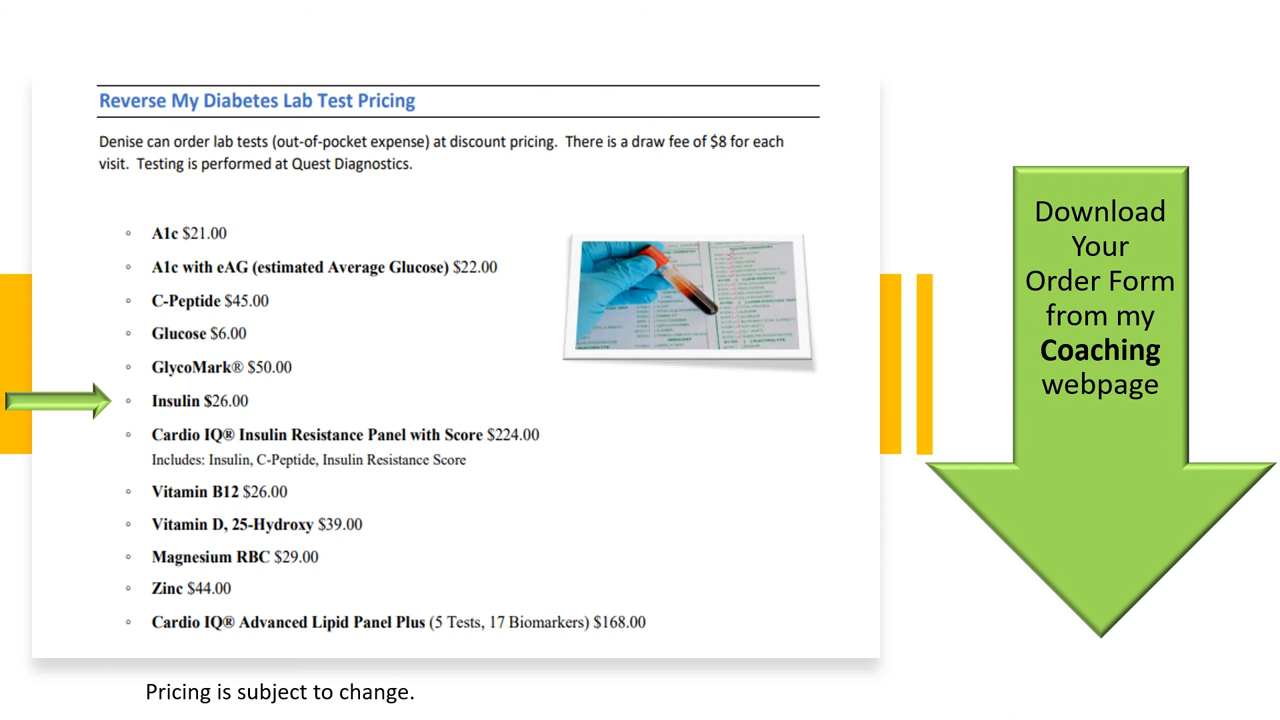 Reverse My Diabetes Lab Test Pricing
Denise can order lab tests (out-of-pocket expense) at discount pricing.  There is a draw fee of $8 for each
visit.  Testing is performed at Quest Diagnostics.
◦ A1c $21.00
◦ A1c with eAG (estimated Average Glucose) $22.00
◦ C-Peptide $45.00
◦ Glucose $6.00
◦ GlycoMark® $50.00
◦ Insulin $26.00
◦ Cardio IQ® Insulin Resistance Panel with Score $224.00
Includes: Insulin, C-Peptide, Insulin Resistance Score
◦ Vitamin B12 $26.00
◦ Vitamin D, 25-Hydroxy $39.00
◦ Magnesium RBC $29.00
◦ Zinc $44.00
◦ Cardio IQ® Advanced Lipid Panel Plus (5 Tests, 17 Biomarkers) $168.00
Pricing is subject to change.
Download
Your
Order Form
from my
Coaching
webpage